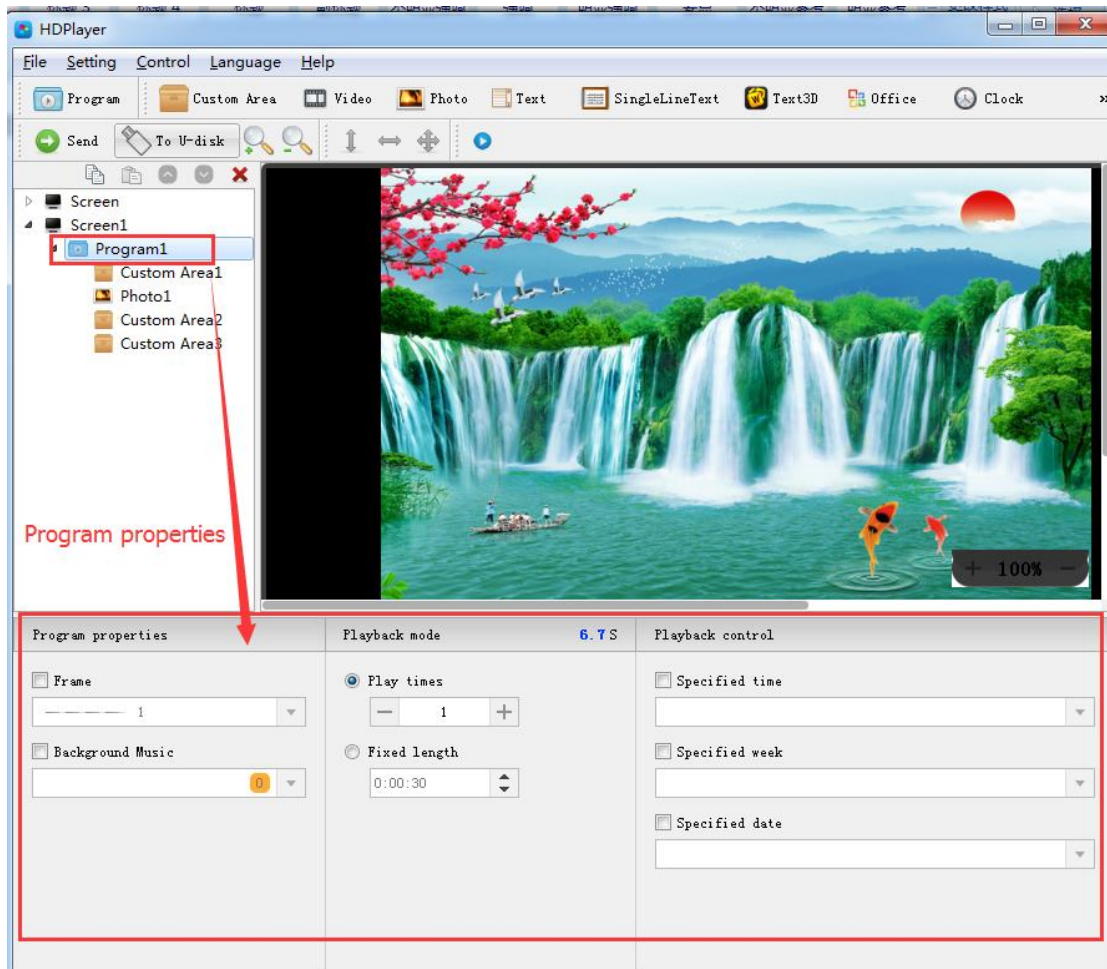 HDPlayer
File Setting Control Language Help
Program Custom Area Video Photo Text SingleLineText Text3D Office Clock »
Send To U-disk
Screen
Screen1
Program1
Custom Area1
Photo1
Custom Area2
Custom Area3
Program properties
+ 100% −
Program properties Playback mode 6.7S Playback control
Frame Play times Specified time
1 − 1 +
Background Music Fixed length Specified week
0 0:00:30
Specified date